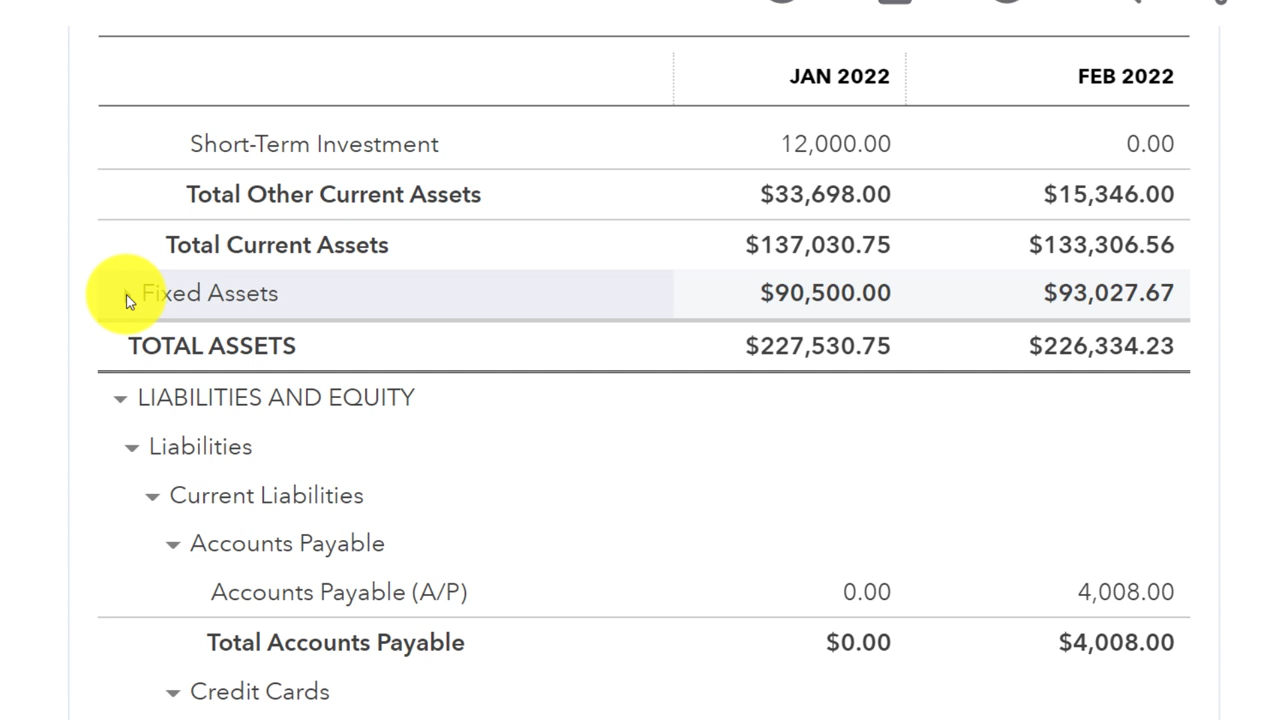 JAN 2022 FEB 2022
Short-Term Investment 12,000.00 0.00
Total Other Current Assets $33,698.00 $15,346.00
Total Current Assets $137,030.75 $133,306.56
Fixed Assets $90,500.00 $93,027.67
TOTAL ASSETS $227,530.75 $226,334.23
LIABILITIES AND EQUITY
Liabilities
Current Liabilities
Accounts Payable
Accounts Payable (A/P) 0.00 4,008.00
Total Accounts Payable $0.00 $4,008.00
Credit Cards